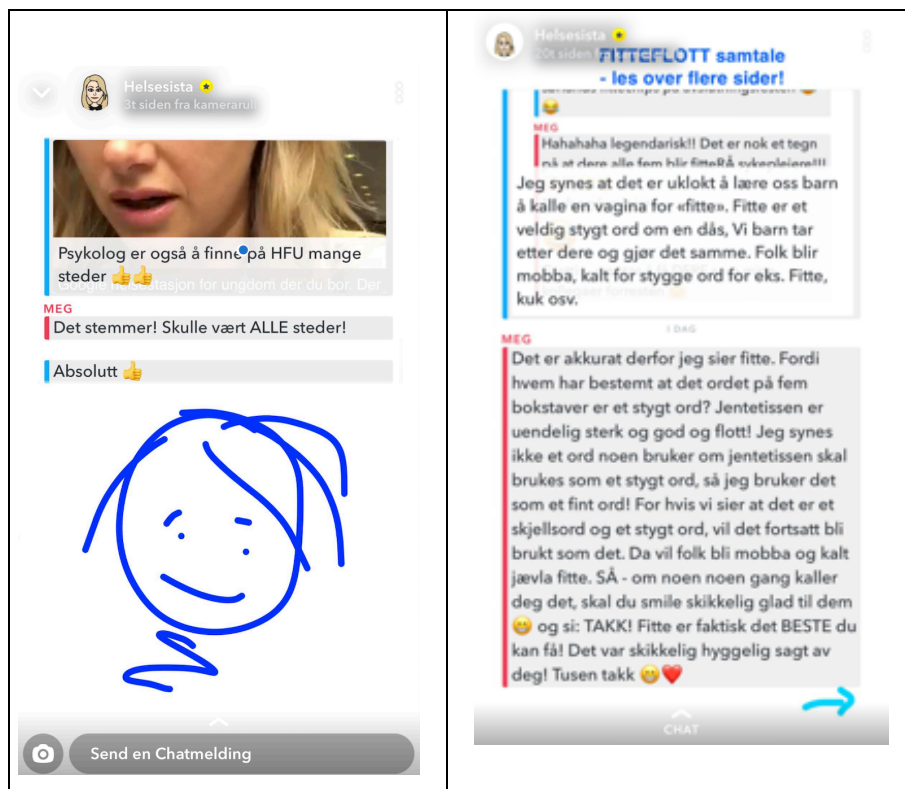 Helsesista
3t siden fra kamerarull
Psykolog er også å finne på HFU mange
steder 👍👍
stasjon for ungdom der du bor. Der
MEG
Det stemmer! Skulle vært ALLE steder!
Absolutt 👍
Send en Chatmelding
Helsesista
20t siden fra
FITTEFLOTT samtale
- les over flere sider!
😂
MEG
Hahahaha legendarisk!! Det er nok et tegn
på at dere alle fem blir fitteRÅ sykepleiere!!!
Jeg synes at det er uklokt å lære oss barn
å kalle en vagina for «fitte». Fitte er et
veldig stygt ord om en dås, Vi barn tar
etter dere og gjør det samme. Folk blir
mobba, kalt for stygge ord for eks. Fitte,
kuk osv.
I DAG
MEG
Det er akkurat derfor jeg sier fitte. Fordi
hvem har bestemt at det ordet på fem
bokstaver er et stygt ord? Jentetissen er
uendelig sterk og god og flott! Jeg synes
ikke et ord noen bruker om jentetissen skal
brukes som et stygt ord, så jeg bruker det
som et fint ord! For hvis vi sier at det er et
skjellsord og et stygt ord, vil det fortsatt bli
brukt som det. Da vil folk bli mobba og kalt
jævla fitte. SÅ - om noen noen gang kaller
deg det, skal du smile skikkelig glad til dem
😁 og si: TAKK! Fitte er faktisk det BESTE du
kan få! Det var skikkelig hyggelig sagt av
deg! Tusen takk 😁❤️
CHAT